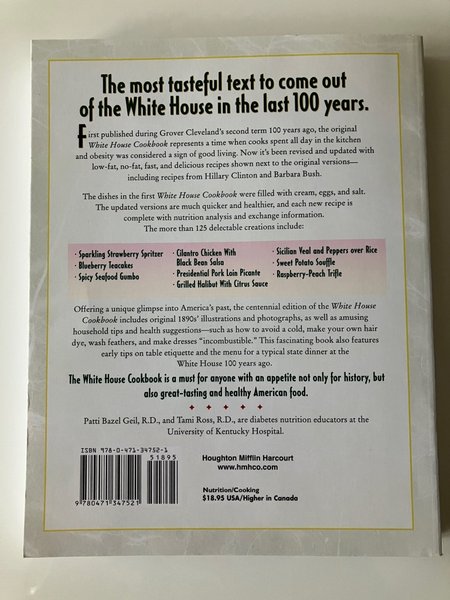 The most tasteful text to come out
of the White House in the last 100 years.
First published during Grover Cleveland's second term 100 years ago, the original
White House Cookbook represents a time when cooks spent all day in the kitchen
and obesity was considered a sign of good living. Now it's been revised and updated with
low-fat, no-fat, fast, and delicious recipes shown next to the original versions—
including recipes from Hillary Clinton and Barbara Bush.
The dishes in the first White House Cookbook were filled with cream, eggs, and salt.
The updated versions are much quicker and healthier, and each new recipe is
complete with nutrition analysis and exchange information.
The more than 125 delectable creations include:
• Sparkling Strawberry Spritzer
• Blueberry Teacakes
• Spicy Seafood Gumbo
• Cilantro Chicken With
Black Bean Salsa
• Presidential Pork Loin Picante
• Grilled Halibut With Citrus Sauce
• Sicilian Veal and Peppers over Rice
• Sweet Potato Souffle
• Raspberry-Peach Trifle
Offering a unique glimpse into America's past, the centennial edition of the White House
Cookbook includes original 1890s' illustrations and photographs, as well as amusing
household tips and health suggestions—such as how to avoid a cold, make your own hair
dye, wash feathers, and make dresses "incombustible." This fascinating book also features
early tips on table etiquette and the menu for a typical state dinner at the
White House 100 years ago.
The White House Cookbook is a must for anyone with an appetite not only for history, but
also great-tasting and healthy American food.
Patti Bazel Geil, R.D., and Tami Ross, R.D., are diabetes nutrition educators at the
University of Kentucky Hospital.
ISBN 978-0-471-34752-1
51895
9780471347521
Houghton Mifflin Harcourt
www.hmhco.com
Nutrition/Cooking
$18.95 USA/Higher in Canada